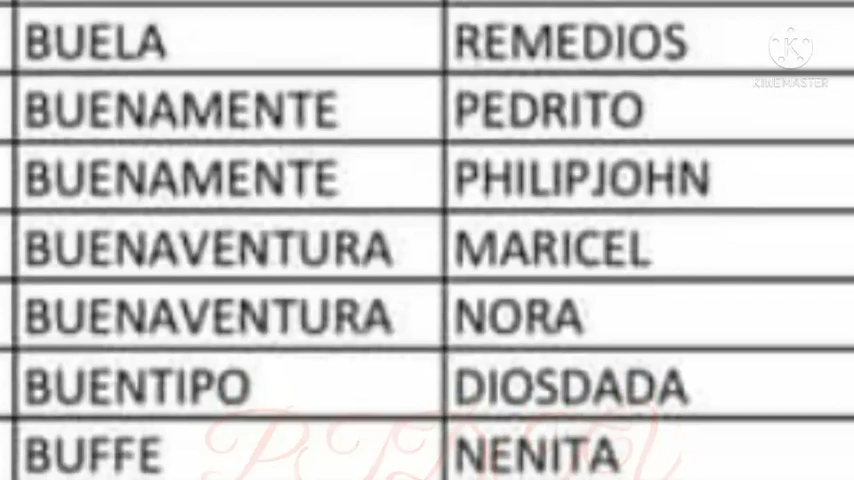 BUELA REMEDIOS
KINEMASTER
BUENAMENTE PEDRITO
BUENAMENTE PHILIPJOHN
BUENAVENTURA MARICEL
BUENAVENTURA NORA
BUENTIPO DIOSDADA
BUFFE NENITA